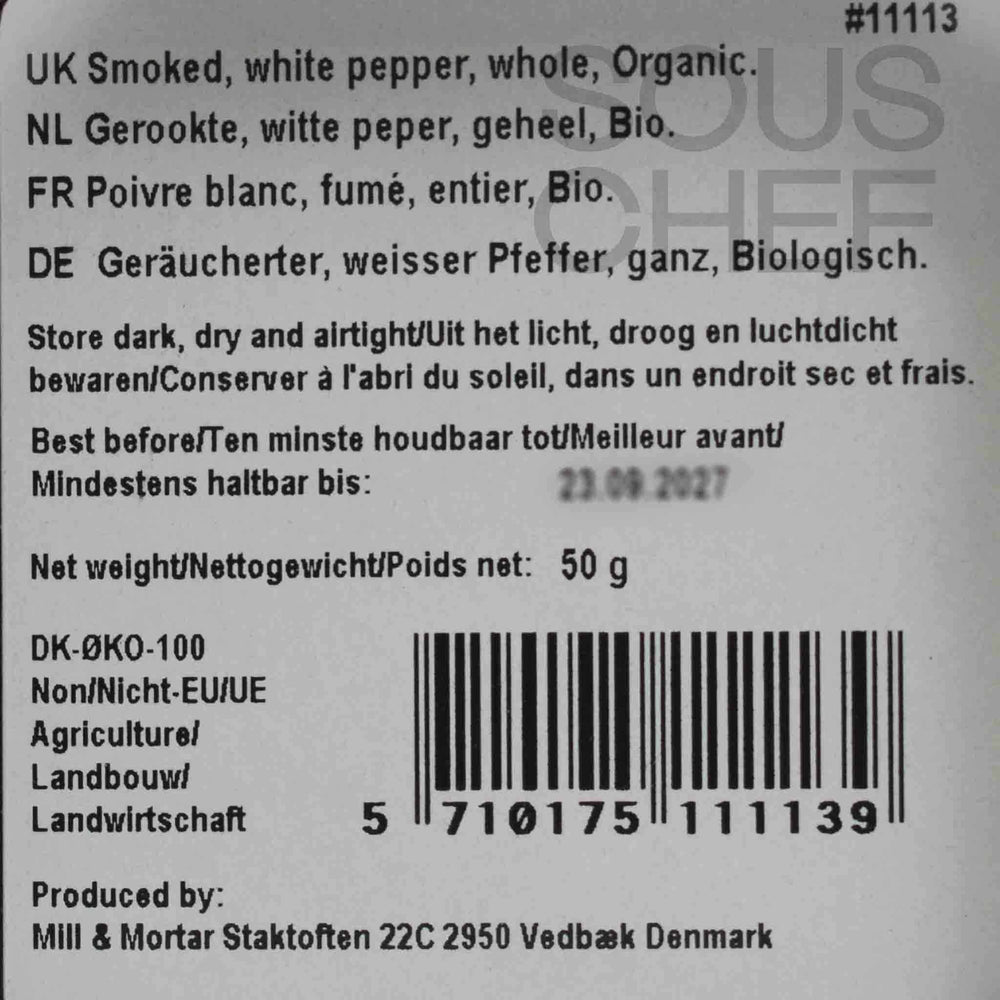 #11113
UK Smoked, white pepper, whole, Organic.
NL Gerookte, witte peper, geheel, Bio.
FR Poivre blanc, fumé, entier, Bio.
DE Geräucherter, weisser Pfeffer, ganz, Biologisch.
SOUS
CHEF
Store dark, dry and airtight/Uit het licht, droog en luchtdicht
bewaren/Conserver à l'abri du soleil, dans un endroit sec et frais.
Best before/Ten minste houdbaar tot/Meilleur avant/
Mindestens haltbar bis:
Net weight/Nettogewicht/Poids net: 50 g
DK-ØKO-100
Non/Nicht-EU/UE
Agriculture/
Landbouw/
Landwirtschaft
5 710175 111139
Produced by:
Mill & Mortar Staktoften 22C 2950 Vedbæk Denmark